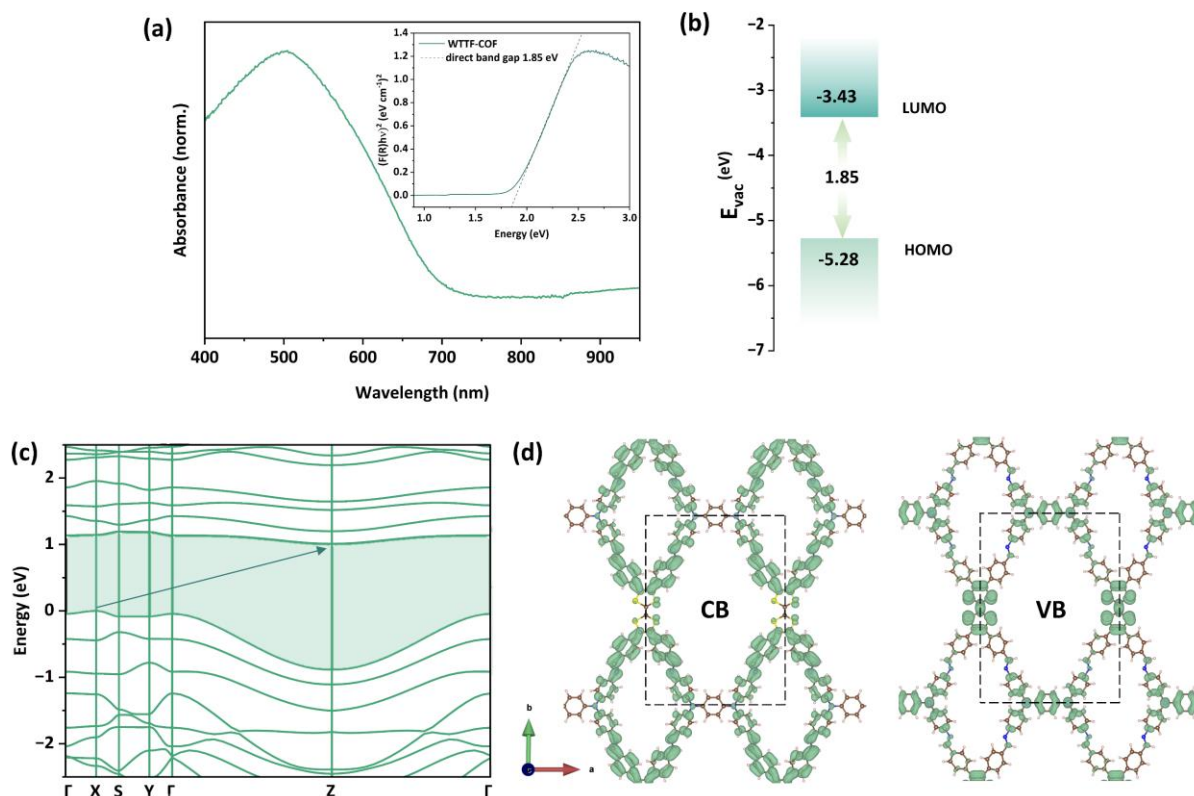 (a)
Absorbance (norm.)
400 500 600 700 800 900
Wavelength (nm)
1.4
1.2
1.0
0.8
0.6
0.4
0.2
0.0
(F(R)hν)² (eV cm⁻¹)²
WTTF-COF
direct band gap 1.85 eV
1.0 1.5 2.0 2.5 3.0
Energy (eV)
(b)
E_vac (eV)
−2
−3
−4
−5
−6
−7
-3.43
LUMO
1.85
-5.28
HOMO
(c)
Energy (eV)
2
1
0
−1
−2
Γ X S Y Γ Z Γ
(d)
CB
VB
b
a